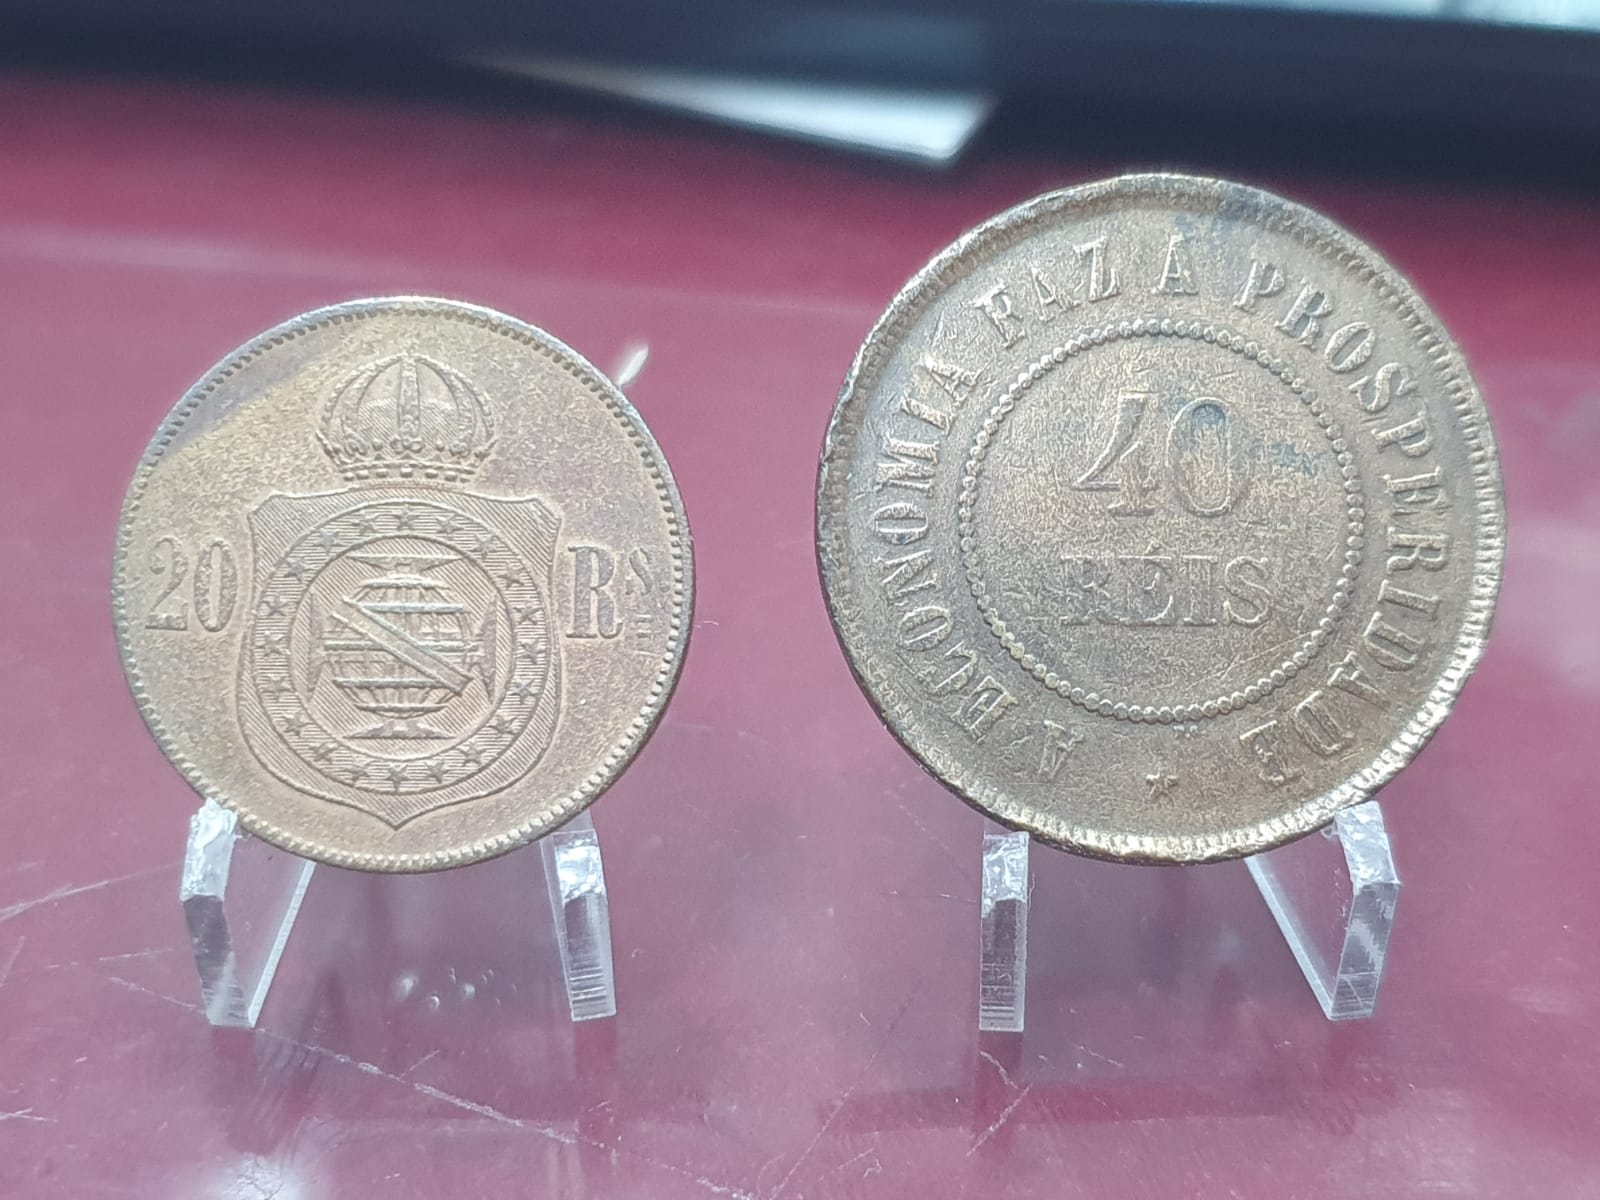 20 Rs
A ECONOMIA FAZ A PROSPERIDADE
40
RÉIS